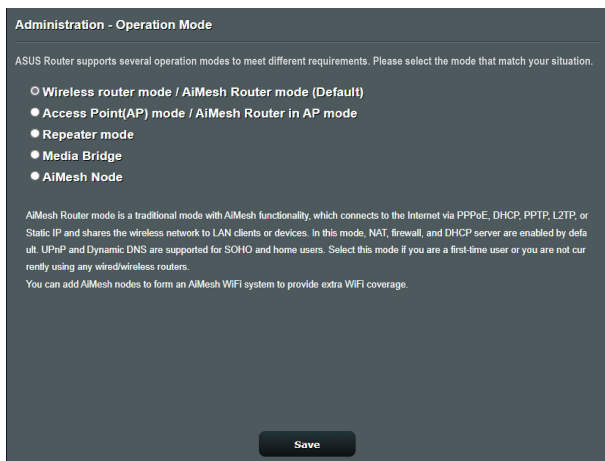 Administration - Operation Mode
ASUS Router supports several operation modes to meet different requirements. Please select the mode that match your situation.
Wireless router mode / AiMesh Router mode (Default)
Access Point(AP) mode / AiMesh Router in AP mode
Repeater mode
Media Bridge
AiMesh Node
AiMesh Router mode is a traditional mode with AiMesh functionality, which connects to the Internet via PPPoE, DHCP, PPTP, L2TP, or
Static IP and shares the wireless network to LAN clients or devices. In this mode, NAT, firewall, and DHCP server are enabled by defa
ult. UPnP and Dynamic DNS are supported for SOHO and home users. Select this mode if you are a first-time user or you are not cur
rently using any wired/wireless routers.
You can add AiMesh nodes to form an AiMesh WiFi system to provide extra WiFi coverage.
Save